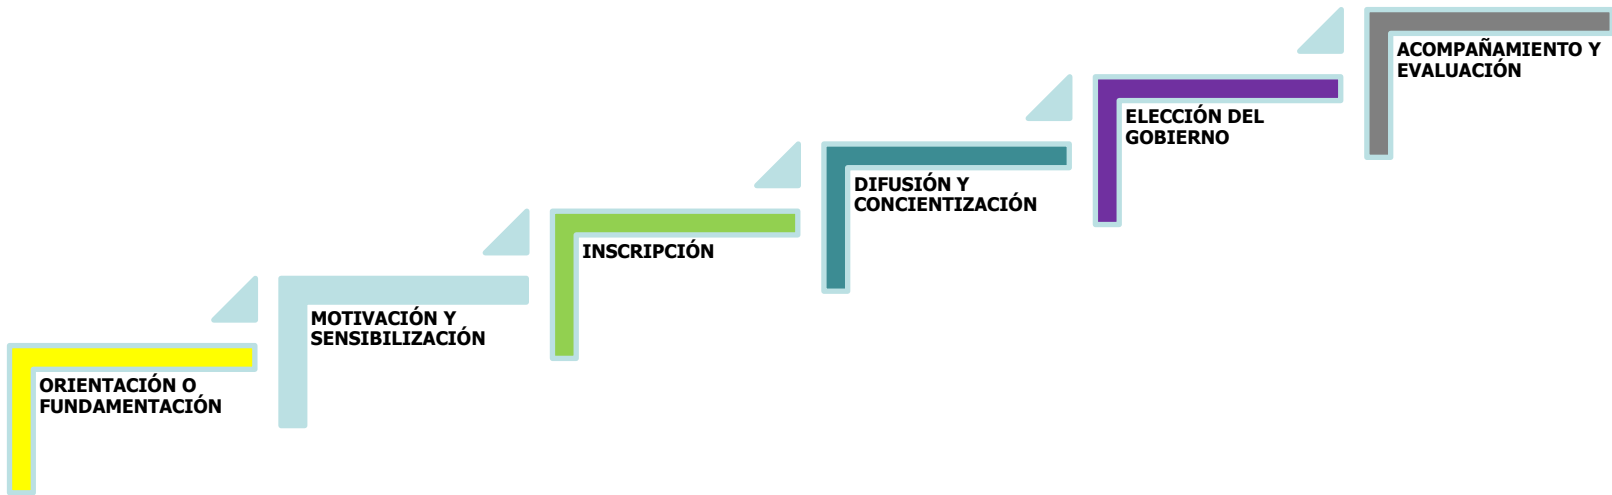 ORIENTACIÓN O
FUNDAMENTACIÓN
MOTIVACIÓN Y
SENSIBILIZACIÓN
INSCRIPCIÓN
DIFUSIÓN Y
CONCIENTIZACIÓN
ELECCIÓN DEL
GOBIERNO
ACOMPAÑAMIENTO Y
EVALUACIÓN